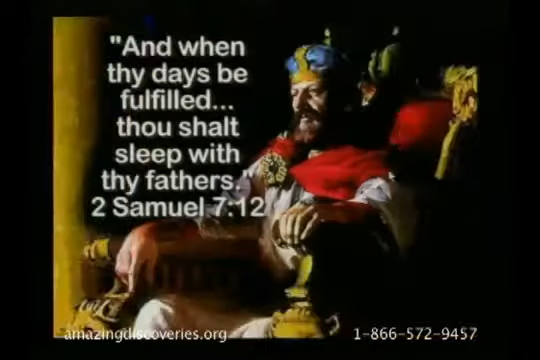 "And when
thy days be
fulfilled...
thou shalt
sleep with
thy fathers."
2 Samuel 7:12
amazingdiscoveries.org
1-866-572-9457